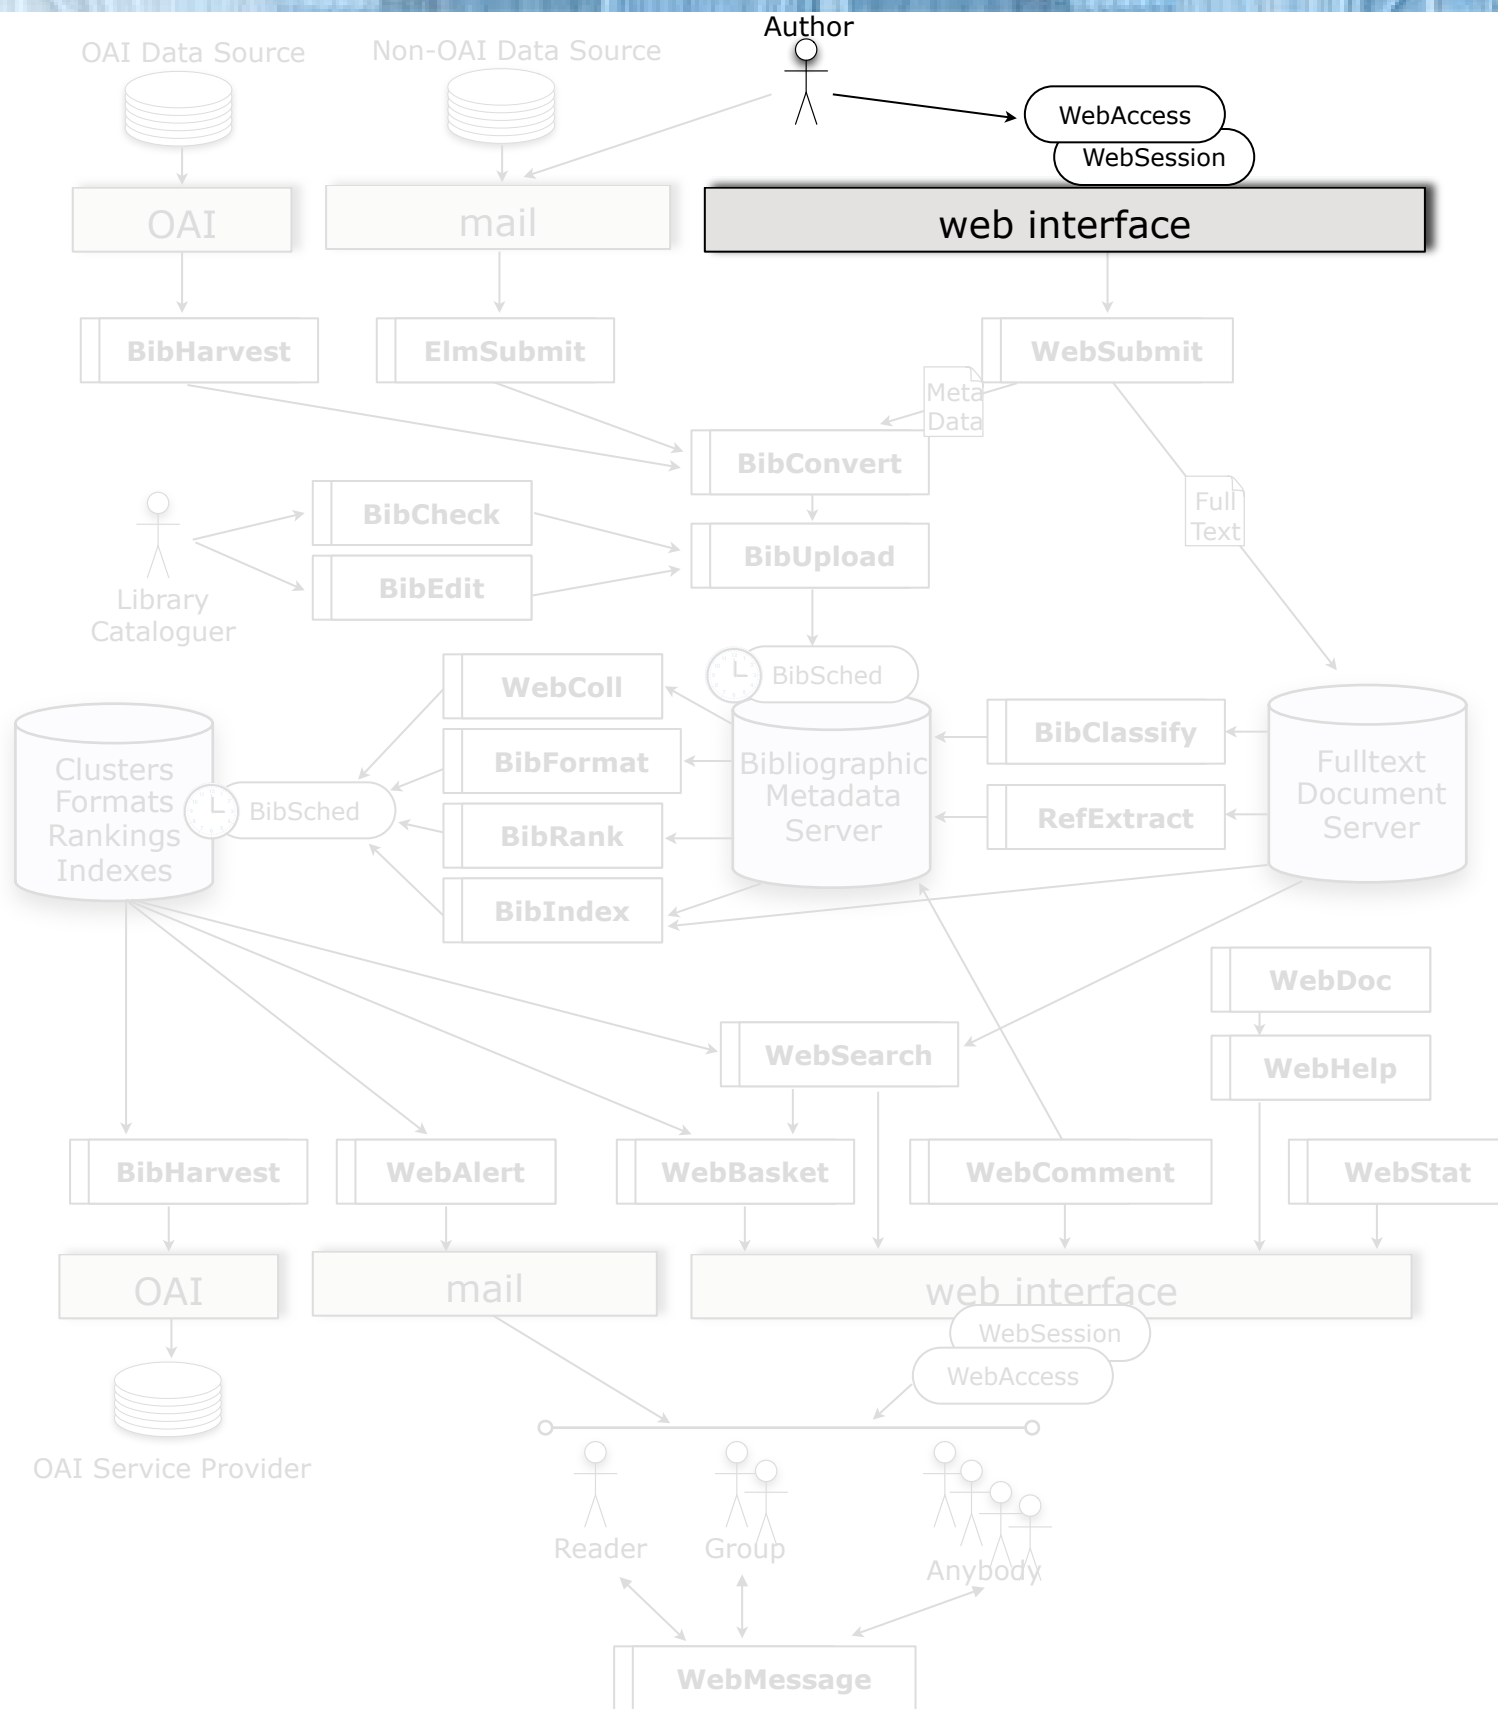 Author
OAI Data Source
Non-OAI Data Source
WebAccess
WebSession
OAI
mail
web interface
BibHarvest
ElmSubmit
WebSubmit
Meta
Data
BibConvert
Full
Text
BibCheck
BibUpload
BibEdit
Library
Cataloguer
BibSched
WebColl
BibClassify
BibFormat
Bibliographic
Metadata
Server
Fulltext
Document
Server
Clusters
Formats
Rankings
Indexes
BibSched
BibRank
RefExtract
BibIndex
WebDoc
WebSearch
WebHelp
BibHarvest
WebAlert
WebBasket
WebComment
WebStat
OAI
mail
web interface
WebSession
WebAccess
OAI Service Provider
Reader
Group
Anybody
WebMessage